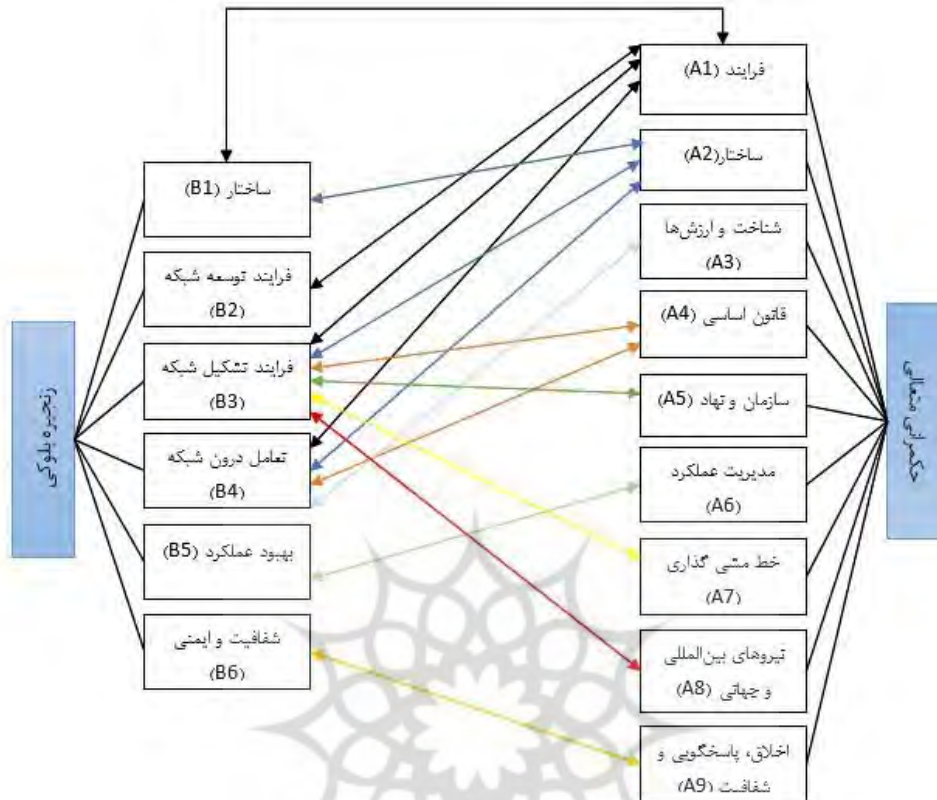 فرایند (A1)
ساختار(A2)
شناخت و ارزش‌ها
(A3)
قانون اساسی (A4)
سازمان و نهاد (A5)
مدیریت عملکرد
(A6)
خط مشی گذاری
(A7)
نیروهای بین‌المللی
و جهانی (A8)
اخلاق، پاسخگویی و
شفافیت (A9)
حکمرانی متعالی
ساختار (B1)
فرایند توسعه شبکه
(B2)
فرایند تشکیل شبکه
(B3)
تعامل درون شبکه
(B4)
بهبود عملکرد (B5)
شفافیت و ایمنی
(B6)
زنجیره بلوکی